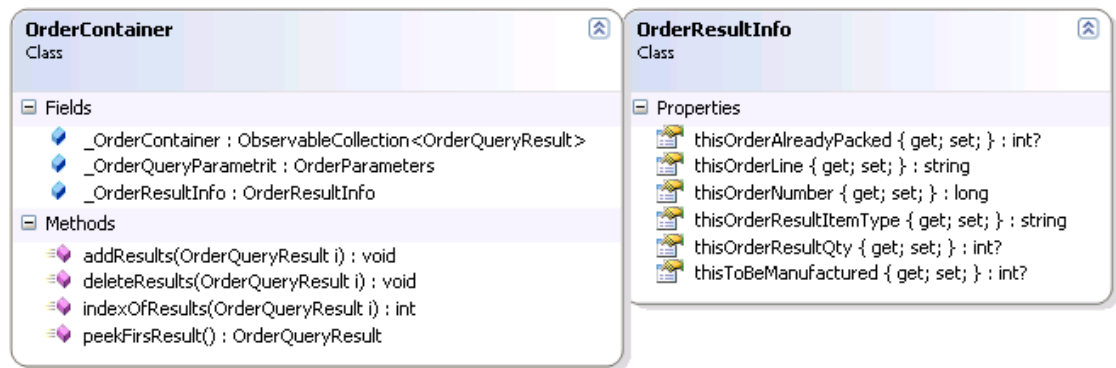 OrderContainer
Class
Fields
_OrderContainer : ObservableCollection<OrderQueryResult>
_OrderQueryParametrit : OrderParameters
_OrderResultInfo : OrderResultInfo
Methods
addResults(OrderQueryResult i) : void
deleteResults(OrderQueryResult i) : void
indexOfResults(OrderQueryResult i) : int
peekFirsResult() : OrderQueryResult
OrderResultInfo
Class
Properties
thisOrderAlreadyPacked { get; set; } : int?
thisOrderLine { get; set; } : string
thisOrderNumber { get; set; } : long
thisOrderResultItemType { get; set; } : string
thisOrderResultQty { get; set; } : int?
thisToBeManufactured { get; set; } : int?